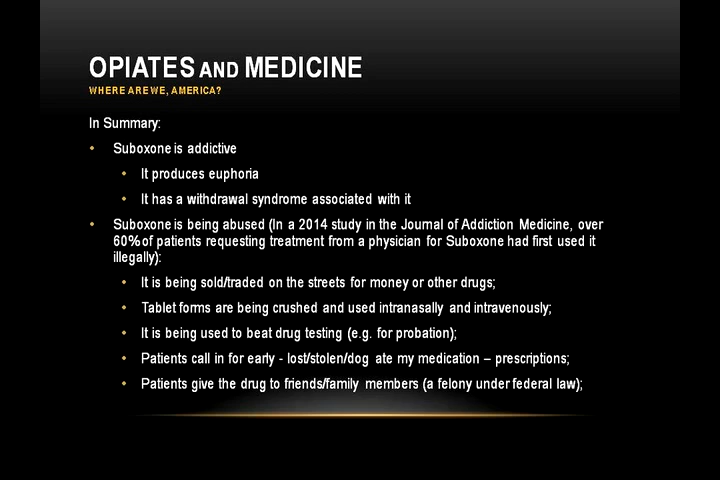 OPIATES AND MEDICINE
WHERE ARE WE, AMERICA?
In Summary:
• Suboxone is addictive
• It produces euphoria
• It has a withdrawal syndrome associated with it
• Suboxone is being abused (In a 2014 study in the Journal of Addiction Medicine, over
60% of patients requesting treatment from a physician for Suboxone had first used it
illegally):
• It is being sold/traded on the streets for money or other drugs;
• Tablet forms are being crushed and used intranasally and intravenously;
• It is being used to beat drug testing (e.g. for probation);
• Patients call in for early - lost/stolen/dog ate my medication – prescriptions;
• Patients give the drug to friends/family members (a felony under federal law);